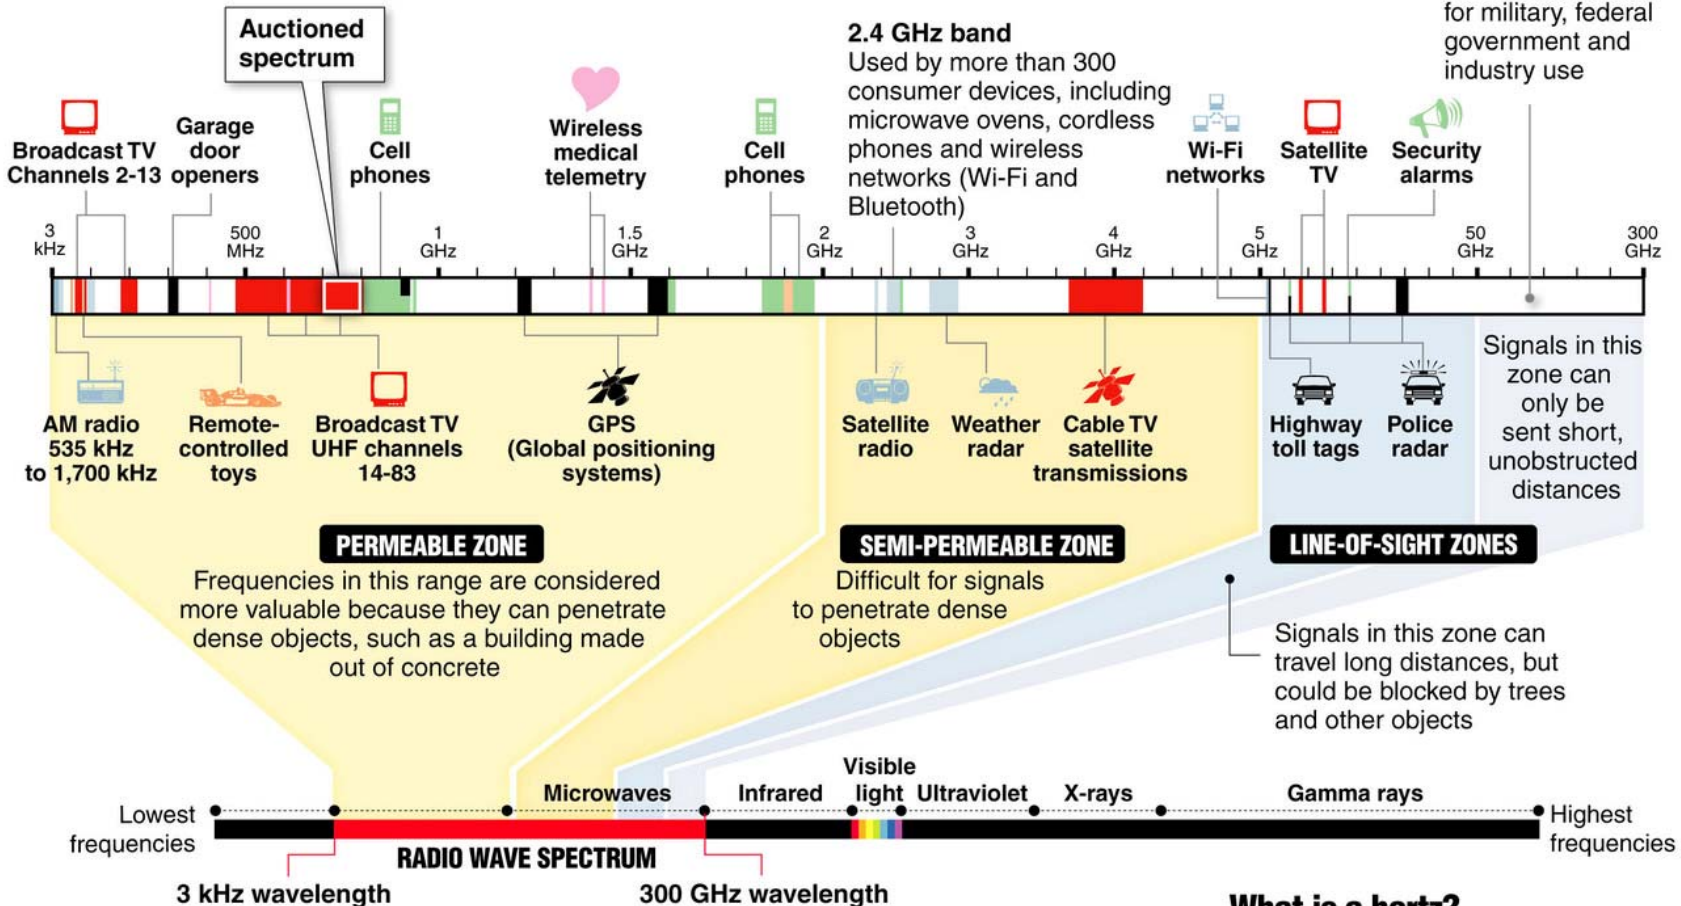 for military, federal
government and
industry use
Auctioned
spectrum
2.4 GHz band
Used by more than 300
consumer devices, including
microwave ovens, cordless
phones and wireless
networks (Wi-Fi and
Bluetooth)
Broadcast TV
Channels 2-13
Garage
door
openers
Cell
phones
Wireless
medical
telemetry
Cell
phones
Wi-Fi
networks
Satellite
TV
Security
alarms
3
kHz
500
MHz
1
GHz
1.5
GHz
2
GHz
3
GHz
4
GHz
5
GHz
50
GHz
300
GHz
AM radio
535 kHz
to 1,700 kHz
Remote-
controlled
toys
Broadcast TV
UHF channels
14-83
GPS
(Global positioning
systems)
Satellite
radio
Weather
radar
Cable TV
satellite
transmissions
Highway
toll tags
Police
radar
Signals in this
zone can
only be
sent short,
unobstructed
distances
PERMEABLE ZONE
Frequencies in this range are considered
more valuable because they can penetrate
dense objects, such as a building made
out of concrete
SEMI-PERMEABLE ZONE
Difficult for signals
to penetrate dense
objects
LINE-OF-SIGHT ZONES
Signals in this zone can
travel long distances, but
could be blocked by trees
and other objects
Lowest
frequencies
Microwaves
Infrared
Visible
light
Ultraviolet
X-rays
Gamma rays
Highest
frequencies
RADIO WAVE SPECTRUM
3 kHz wavelength
300 GHz wavelength
What is a hertz?